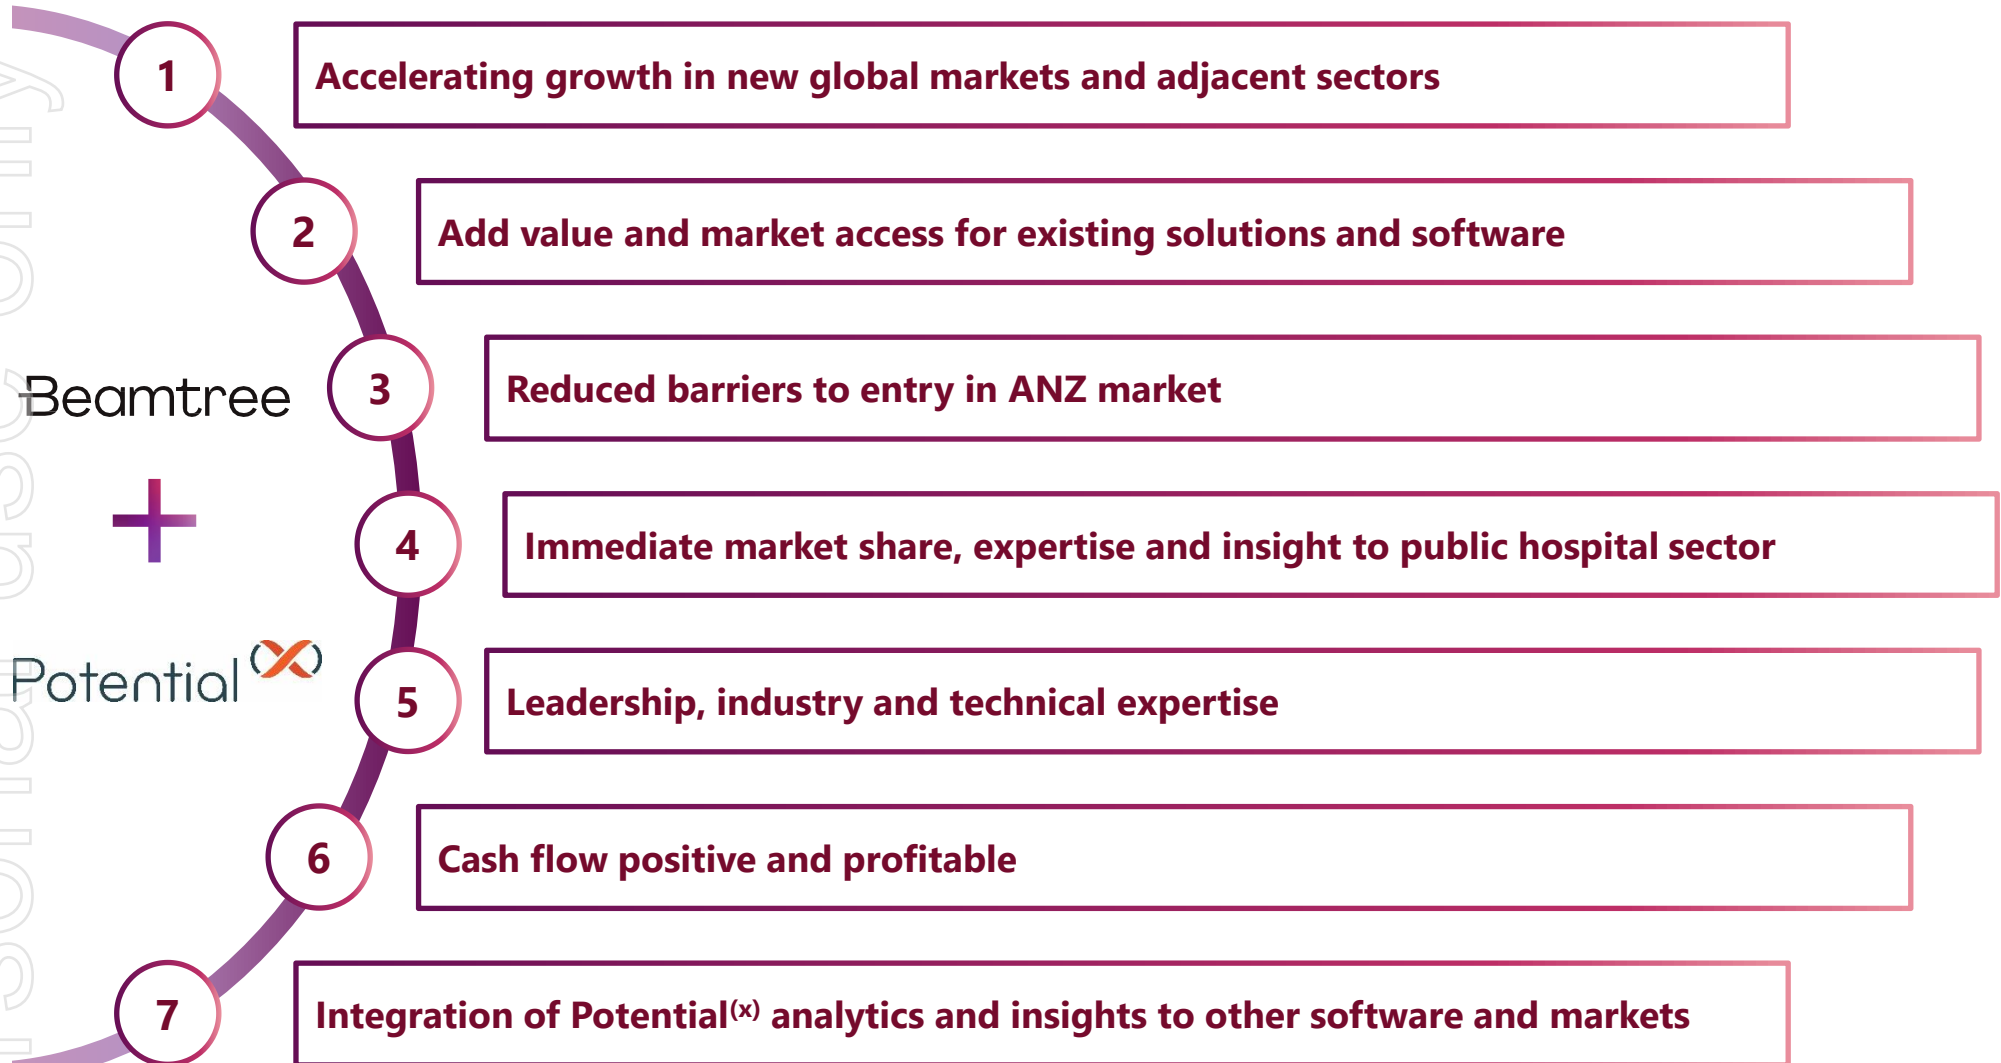 1
Accelerating growth in new global markets and adjacent sectors
2
Add value and market access for existing solutions and software
Beamtree
3
Reduced barriers to entry in ANZ market
+
4
Immediate market share, expertise and insight to public hospital sector
Potential(x)
5
Leadership, industry and technical expertise
6
Cash flow positive and profitable
7
Integration of Potential(x) analytics and insights to other software and markets